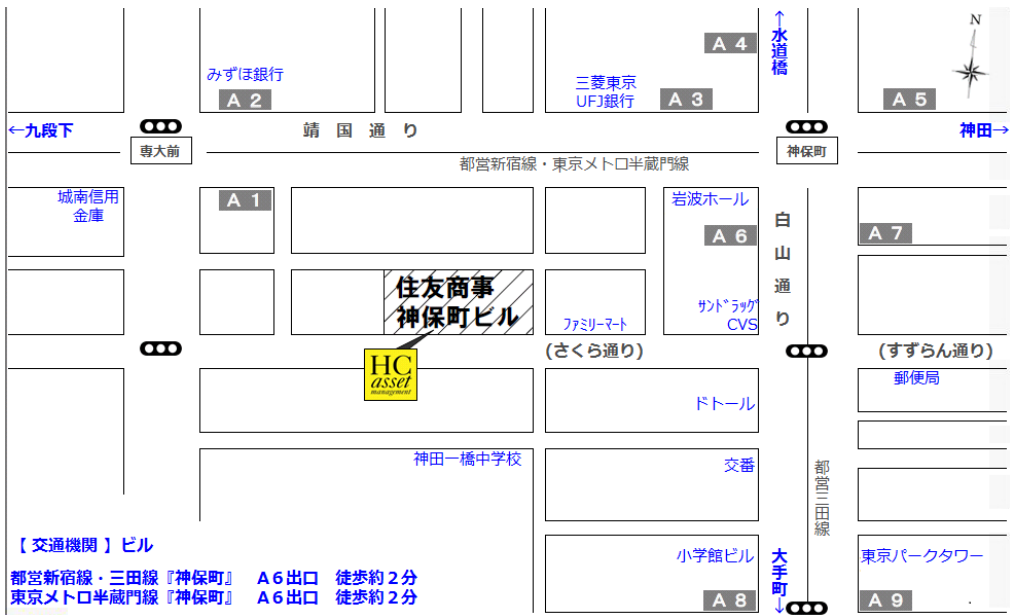 ↑水道橋
N
A 4
みずほ銀行
三菱東京
UFJ銀行
A 2
A 3
A 5
←九段下
靖 国 通 り
神田→
専大前
神保町
都営新宿線・東京メトロ半蔵門線
城南信用
金庫
A 1
岩波ホール
A 6
白山通り
A 7
住友商事
神保町ビル
ファミリーマート
サンドラッグ
CVS
(さくら通り)
(すずらん通り)
HC
asset
management
郵便局
ドトール
神田一橋中学校
交番
都営三田線
【 交通機関 】ビル
小学館ビル
大手町↓
東京パークタワー
都営新宿線・三田線『神保町』 A6出口 徒歩約2分
東京メトロ半蔵門線『神保町』 A6出口 徒歩約2分
A 8
A 9